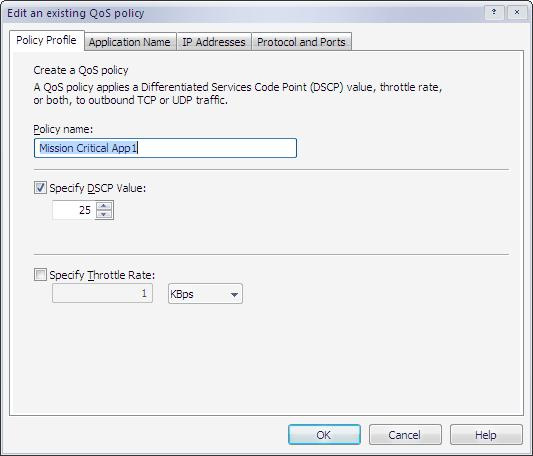 Edit an existing QoS policy
? ×
Policy Profile Application Name IP Addresses Protocol and Ports
Create a QoS policy
A QoS policy applies a Differentiated Services Code Point (DSCP) value, throttle rate,
or both, to outbound TCP or UDP traffic.
Policy name:
Mission Critical App1
Specify DSCP Value:
25
Specify Throttle Rate:
1 KBps
OK Cancel Help